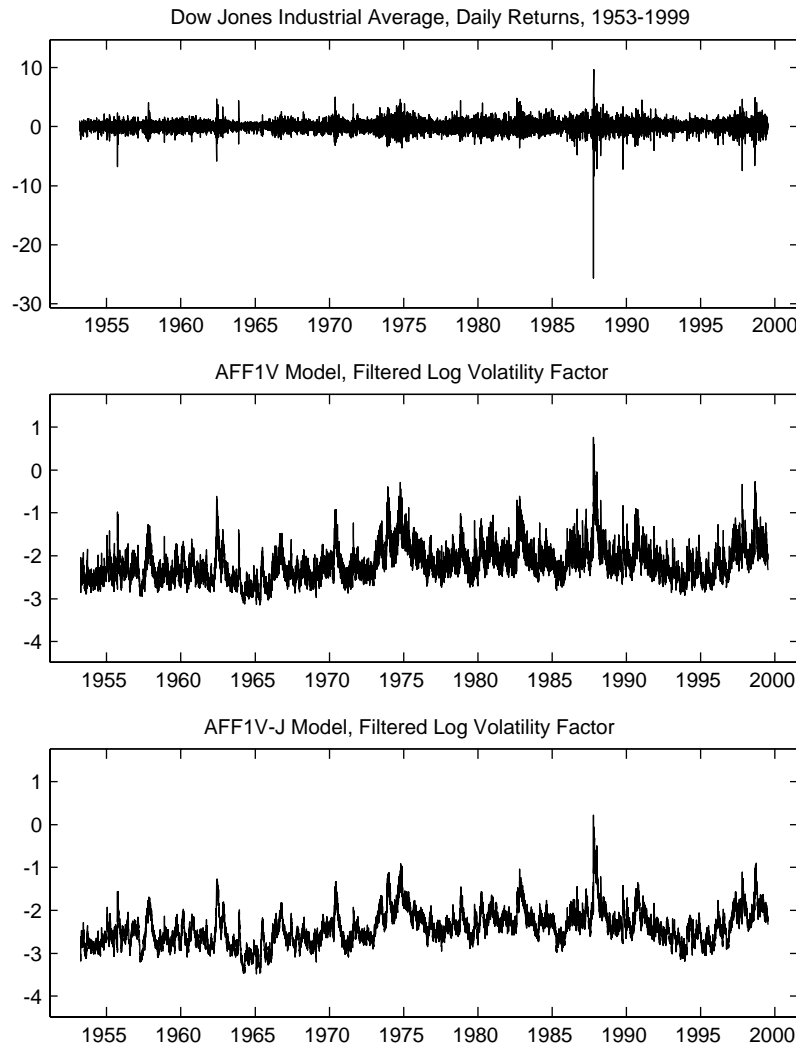 Dow Jones Industrial Average, Daily Returns, 1953-1999
10
0
-10
-20
-30
1955 1960 1965 1970 1975 1980 1985 1990 1995 2000
AFF1V Model, Filtered Log Volatility Factor
1
0
-1
-2
-3
-4
1955 1960 1965 1970 1975 1980 1985 1990 1995 2000
AFF1V-J Model, Filtered Log Volatility Factor
1
0
-1
-2
-3
-4
1955 1960 1965 1970 1975 1980 1985 1990 1995 2000